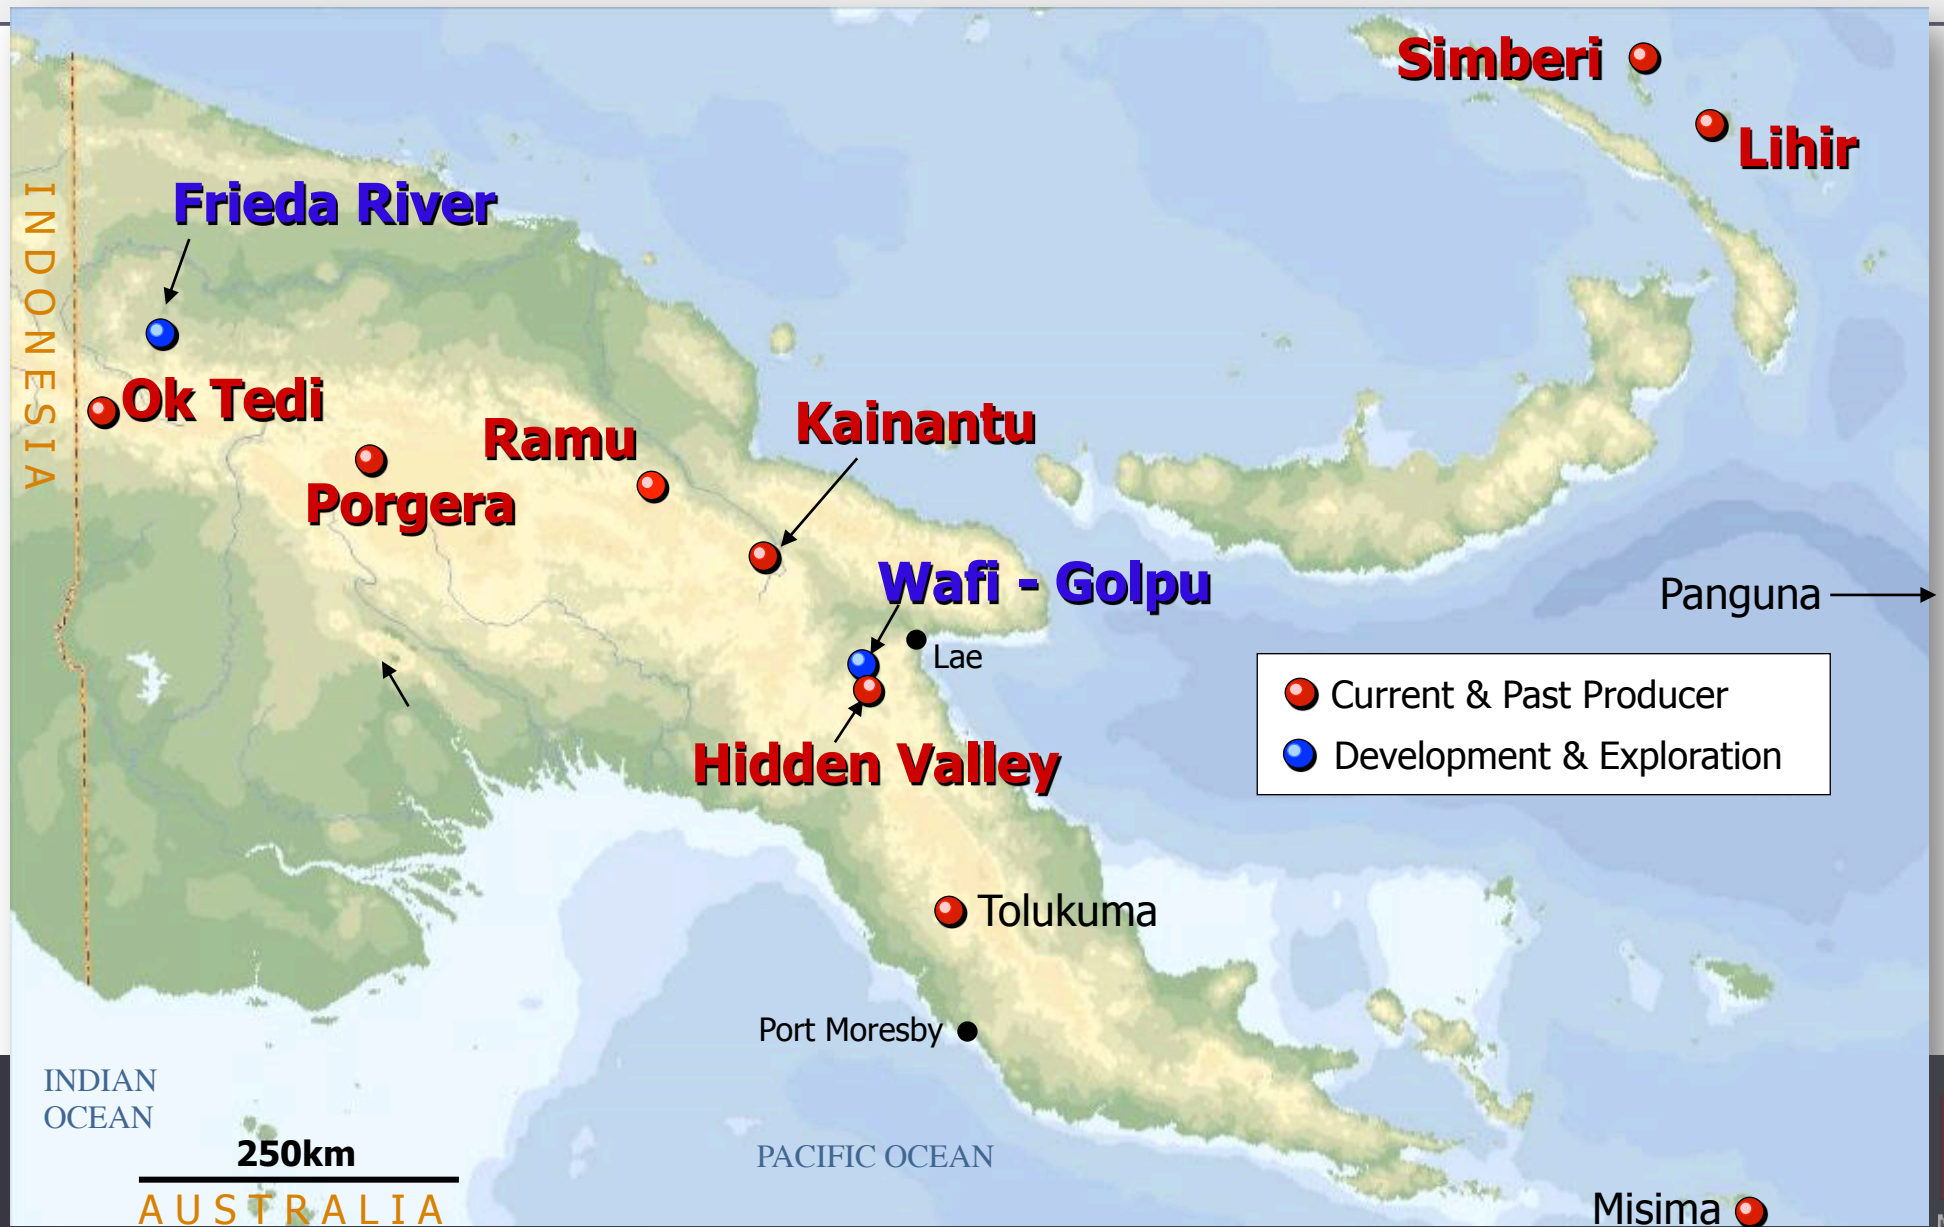 Simberi
Lihir
Frieda River
INDONESIA
Ok Tedi
Kainantu
Ramu
Porgera
Wafi - Golpu
Panguna
Lae
Current & Past Producer
Development & Exploration
Hidden Valley
Tolukuma
Port Moresby
INDIAN
OCEAN
250km
PACIFIC OCEAN
AUSTRALIA
Misima